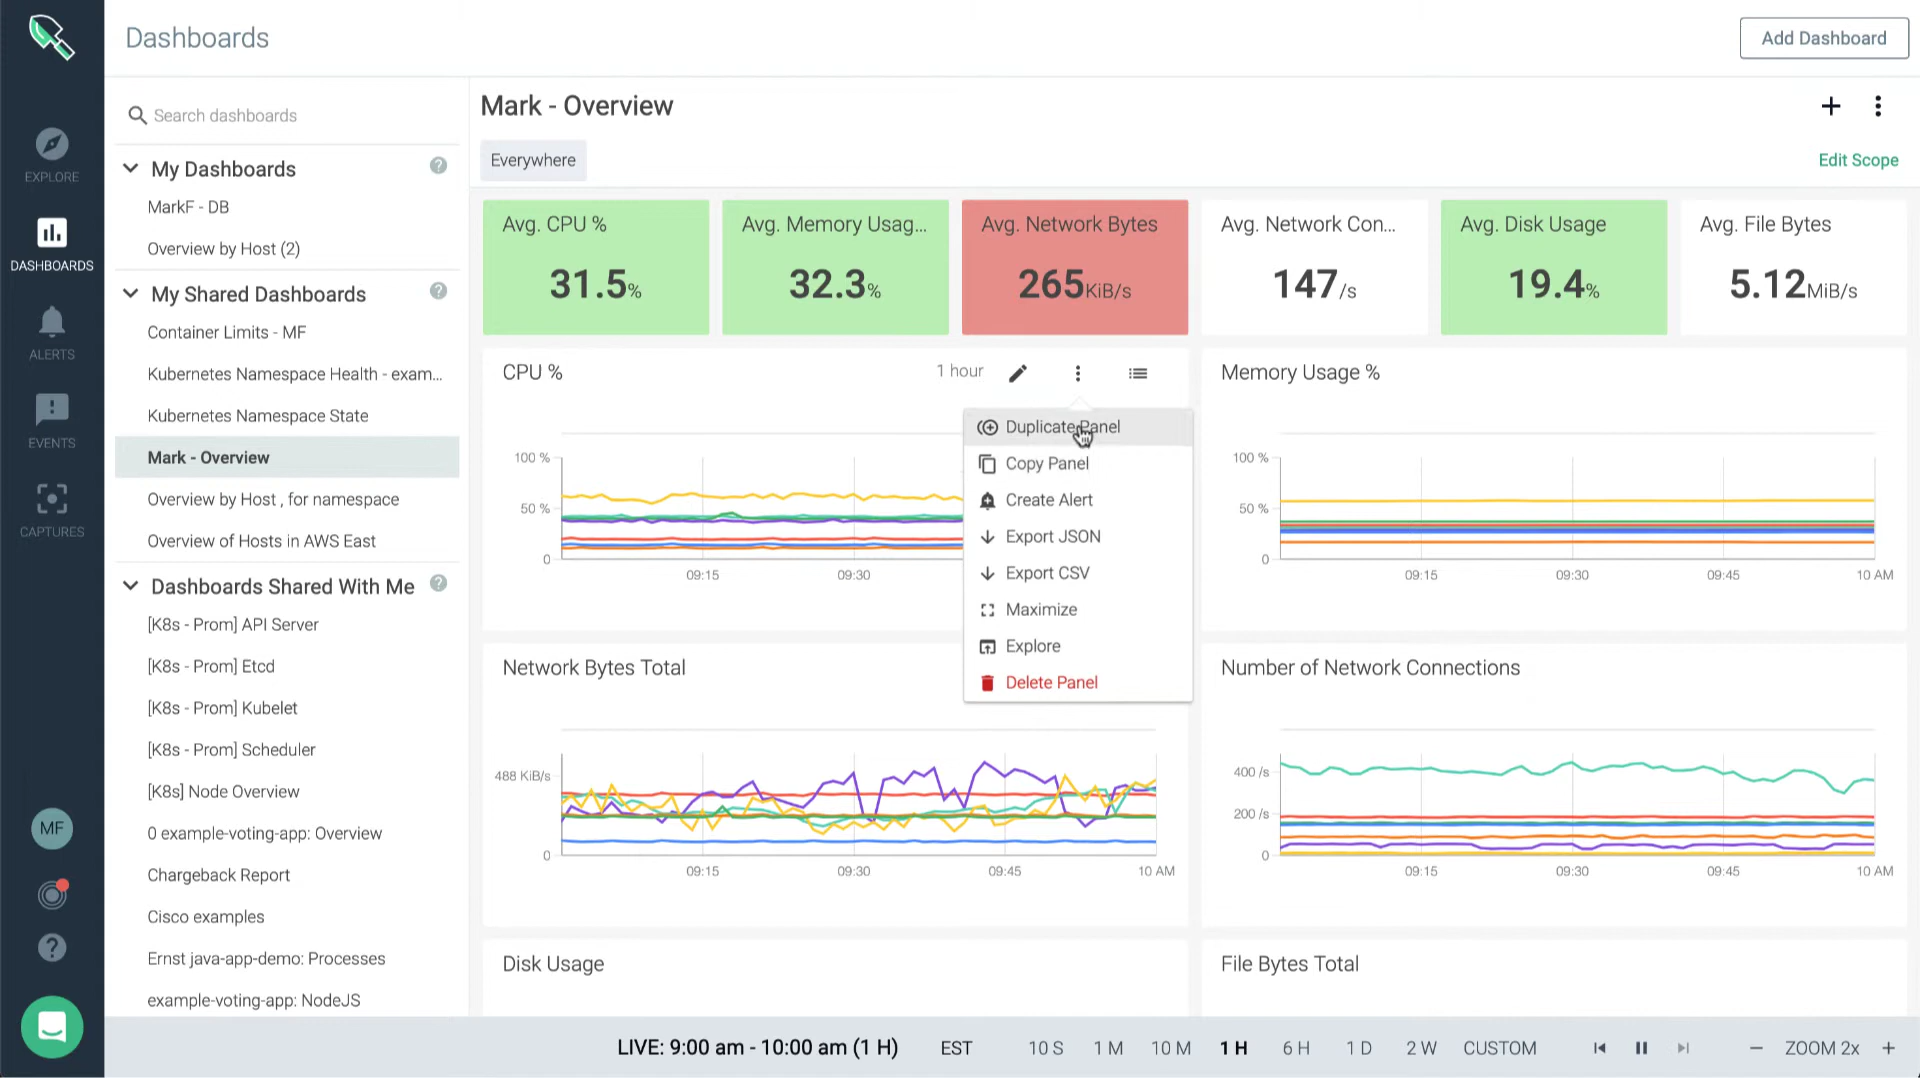 Dashboards
Add Dashboard
EXPLORE
DASHBOARDS
ALERTS
EVENTS
CAPTURES
MF
Search dashboards
My Dashboards
MarkF - DB
Overview by Host (2)
My Shared Dashboards
Container Limits - MF
Kubernetes Namespace Health - exam...
Kubernetes Namespace State
Mark - Overview
Overview by Host , for namespace
Overview of Hosts in AWS East
Dashboards Shared With Me
[K8s - Prom] API Server
[K8s - Prom] Etcd
[K8s - Prom] Kubelet
[K8s - Prom] Scheduler
[K8s] Node Overview
0 example-voting-app: Overview
Chargeback Report
Cisco examples
Ernst java-app-demo: Processes
example-voting-app: NodeJS
Mark - Overview
Everywhere
Edit Scope
Avg. CPU %
31.5%
Avg. Memory Usag...
32.3%
Avg. Network Bytes
265KiB/s
Avg. Network Con...
147/s
Avg. Disk Usage
19.4%
Avg. File Bytes
5.12MiB/s
CPU %
1 hour
100 %
50 %
0
09:15
09:30
Duplicate Panel
Copy Panel
Create Alert
Export JSON
Export CSV
Maximize
Explore
Delete Panel
Memory Usage %
100 %
50 %
0
09:15
09:30
09:45
10 AM
Network Bytes Total
488 KiB/s
0
09:15
09:30
09:45
10 AM
Number of Network Connections
400 /s
200 /s
0
09:15
09:30
09:45
10 AM
Disk Usage
File Bytes Total
LIVE: 9:00 am - 10:00 am (1 H)
EST
10 S
1 M
10 M
1 H
6 H
1 D
2 W
CUSTOM
ZOOM 2x